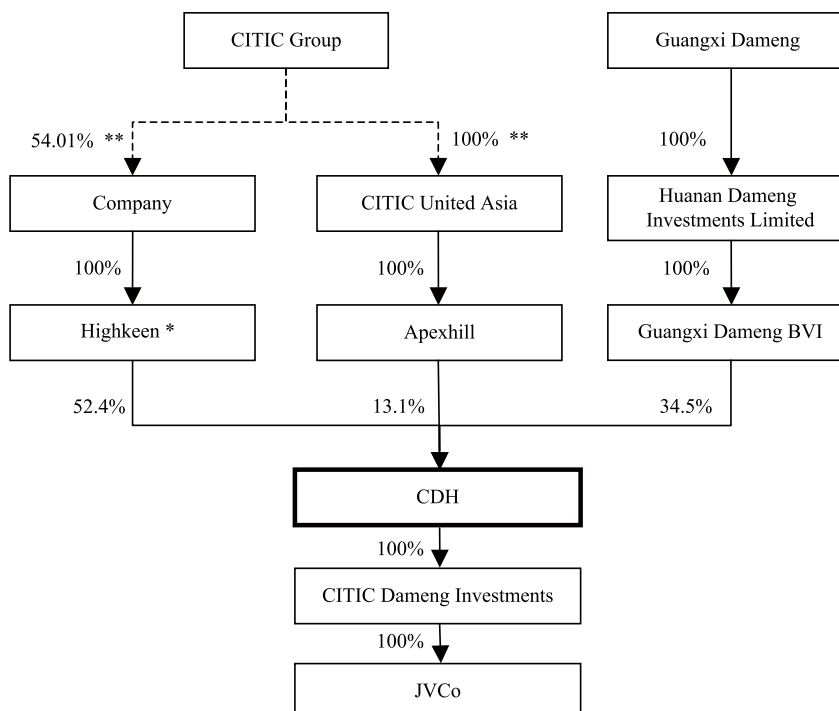 CITIC Group
Guangxi Dameng
54.01% **
100% **
100%
Company
CITIC United Asia
Huanan Dameng
Investments Limited
100%
100%
100%
Highkeen *
Apexhill
Guangxi Dameng BVI
52.4%
13.1%
34.5%
CDH
100%
CITIC Dameng Investments
100%
JVCo